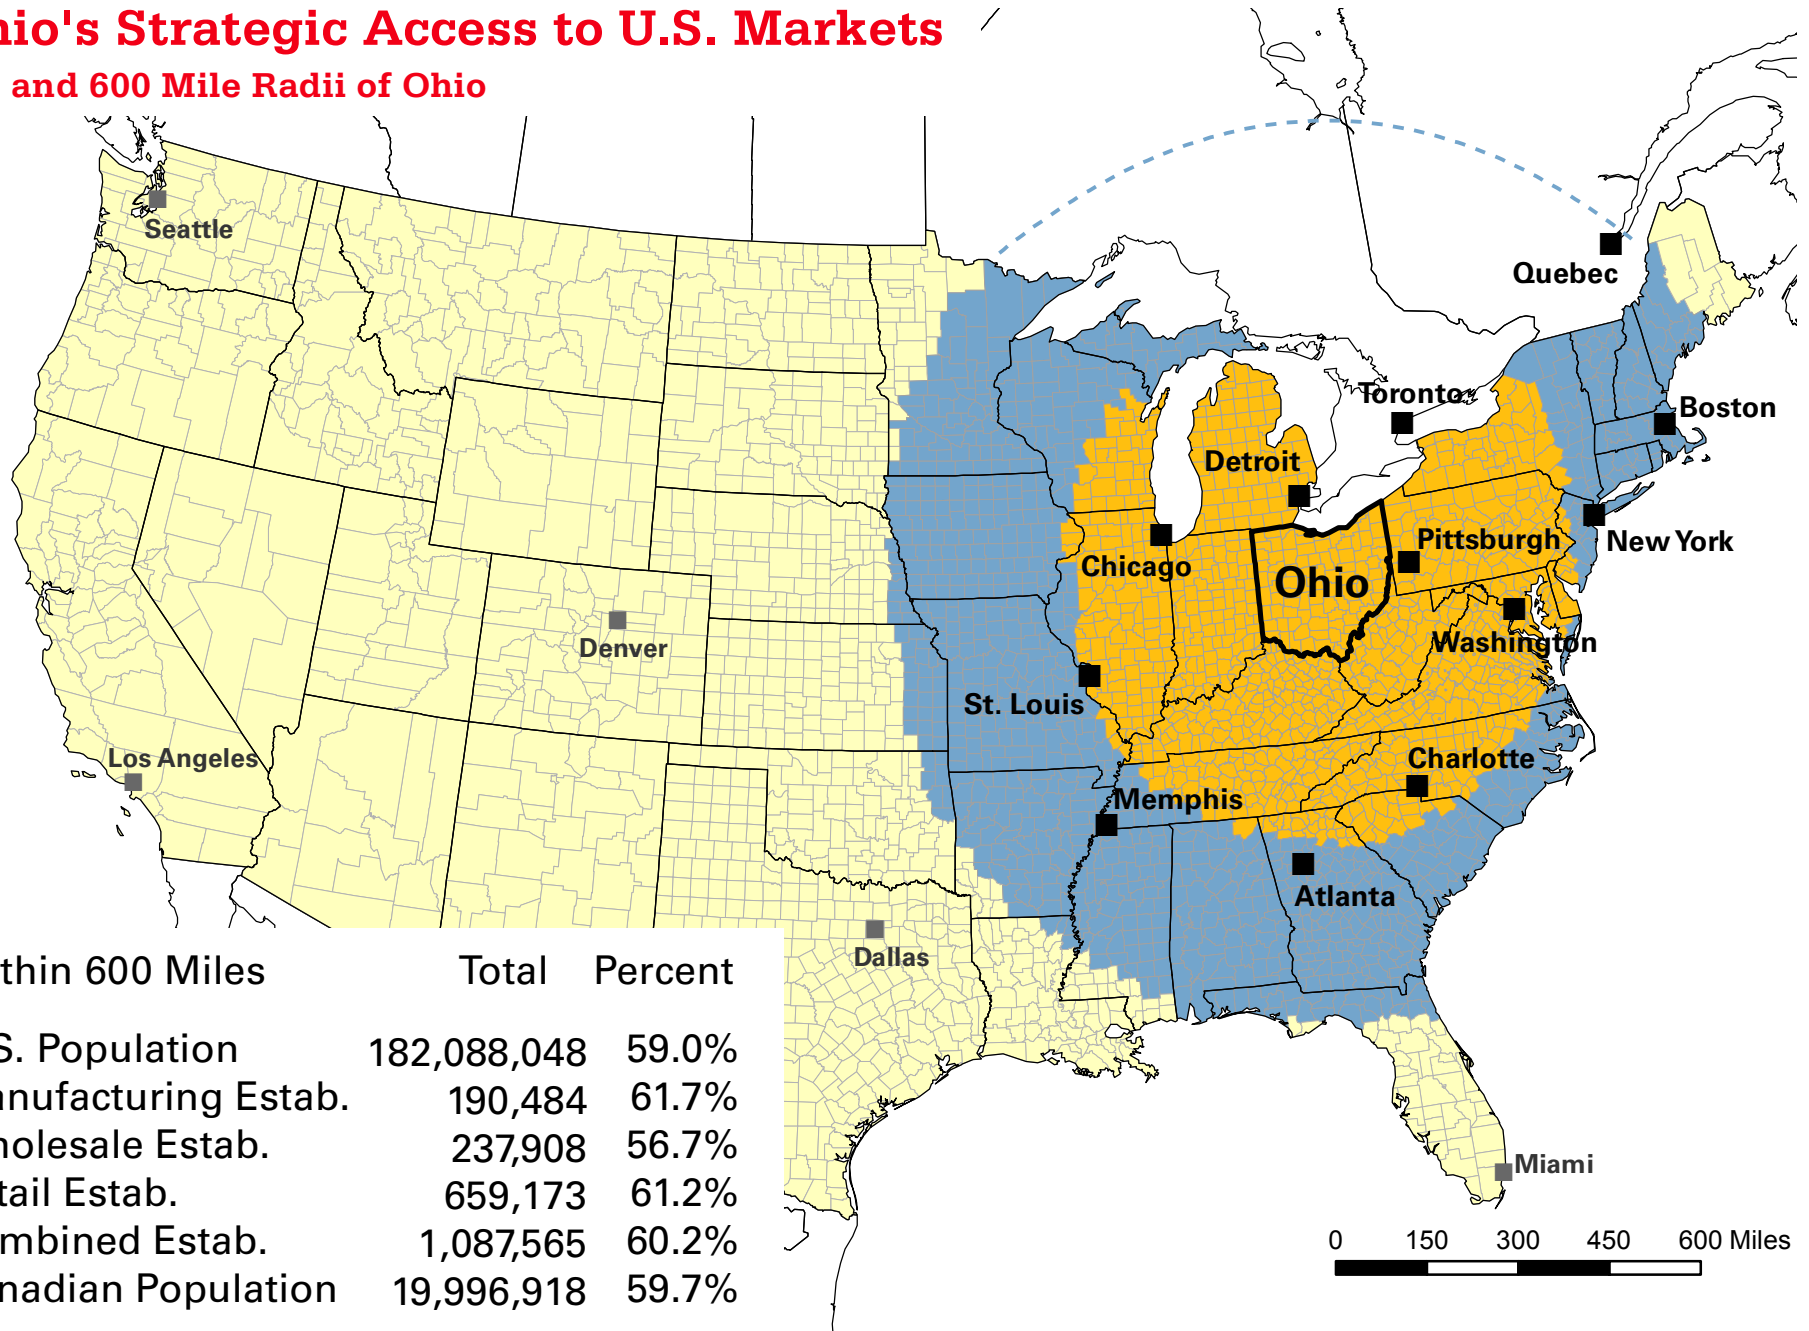 hio's Strategic Access to U.S. Markets
and 600 Mile Radii of Ohio
Seattle
Quebec
Toronto
Boston
Detroit
New York
Pittsburgh
Chicago
Ohio
Washington
Denver
St. Louis
Los Angeles
Charlotte
Memphis
Atlanta
Dallas
Miami
thin 600 Miles Total Percent
S. Population 182,088,048 59.0%
anufacturing Estab. 190,484 61.7%
holesale Estab. 237,908 56.7%
tail Estab. 659,173 61.2%
mbined Estab. 1,087,565 60.2%
nadian Population 19,996,918 59.7%
0 150 300 450 600 Miles